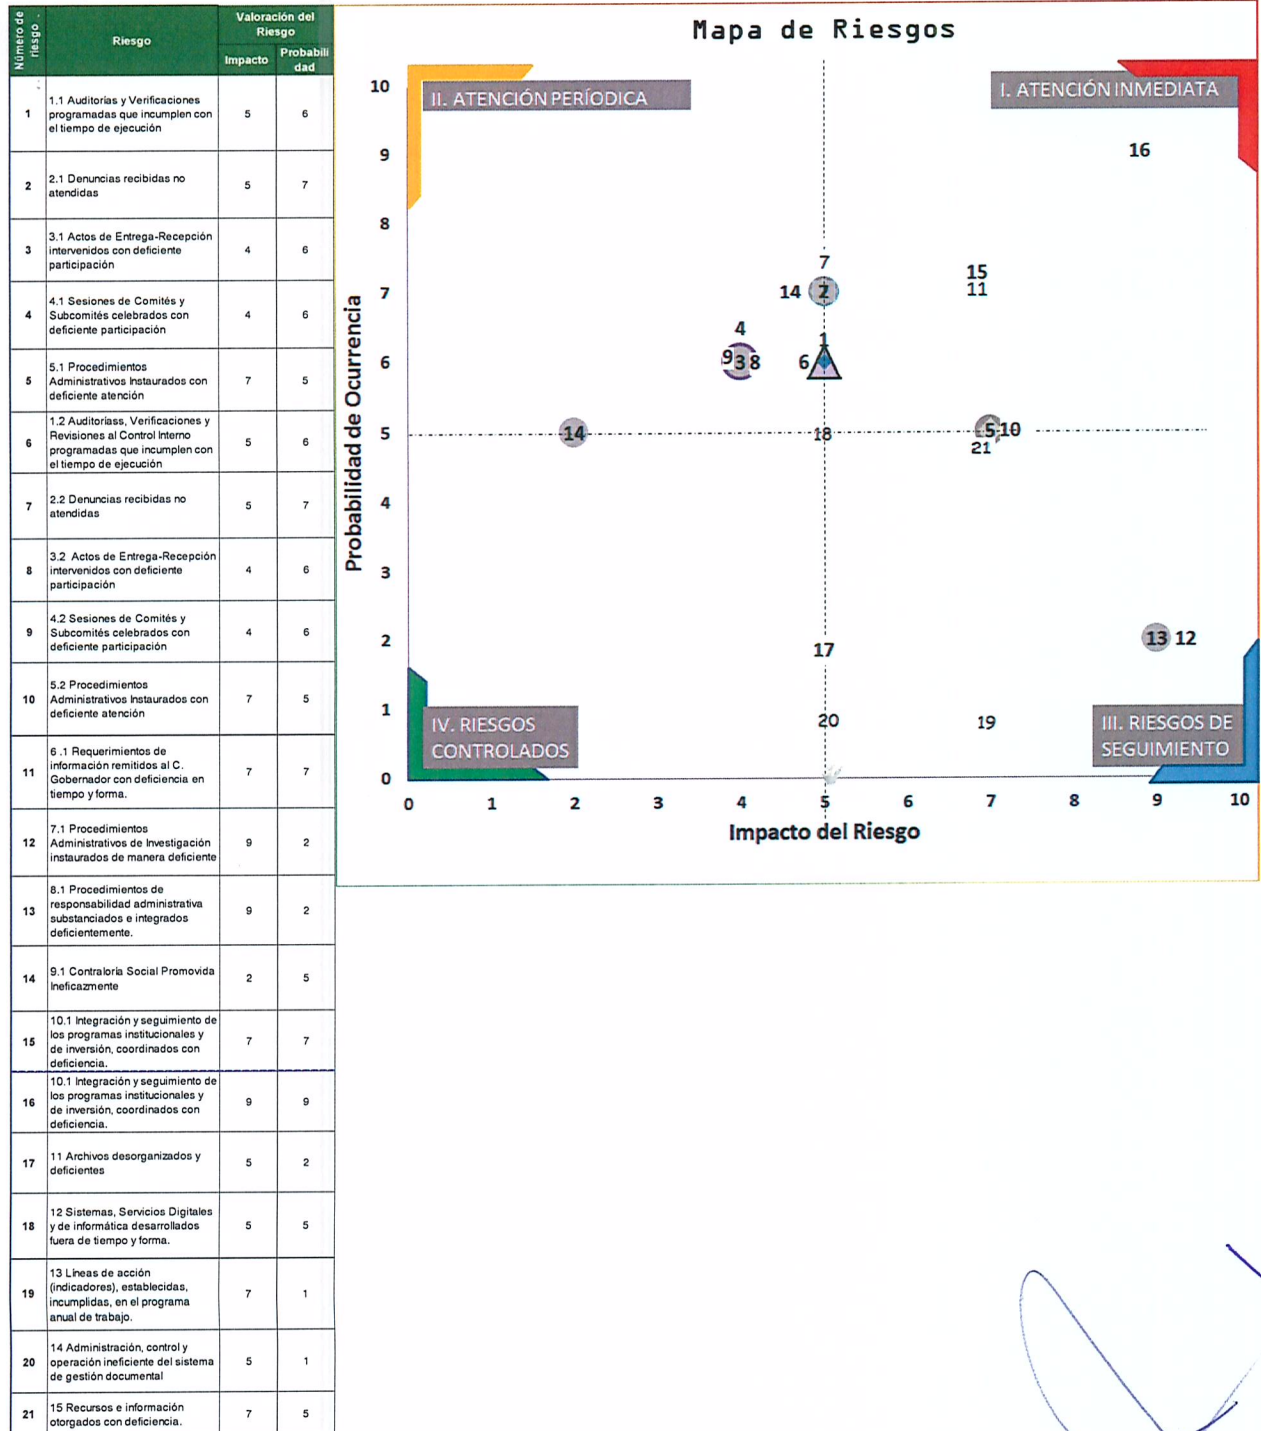 Número de riesgo.
Riesgo
Valoración del Riesgo
Impacto
Probabili
dad
1
1.1 Auditorias y Verificaciones
programadas que incumplen con
el tiempo de ejecución
5
6
2
2.1 Denuncias recibidas no
atendidas
5
7
3
3.1 Actos de Entrega-Recepción
intervenidos con deficiente
participación
4
6
4
4.1 Sesiones de Comités y
Subcomités celebrados con
deficiente participación
4
6
5
5.1 Procedimientos
Administrativos Instaurados con
deficiente atención
7
5
6
1.2 Auditoriass, Verificaciones y
Revisiones al Control Interno
programadas que incumplen con
el tiempo de ejecución
5
6
7
2.2 Denuncias recibidas no
atendidas
5
7
8
3.2 Actos de Entrega-Recepción
intervenidos con deficiente
participación
4
6
9
4.2 Sesiones de Comités y
Subcomités celebrados con
deficiente participación
4
6
10
5.2 Procedimientos
Administrativos Instaurados con
deficiente atención
7
5
11
6 .1 Requerimientos de
información remitidos al C.
Gobernador con deficiencia en
tiempo y forma.
7
7
12
7.1 Procedimientos
Administrativos de Investigación
instaurados de manera deficiente
9
2
13
8.1 Procedimientos de
responsabilidad administrativa
substanciados e integrados
deficientemente.
9
2
14
9.1 Contraloria Social Promovida
Ineficazmente
2
5
15
10.1 Integración y seguimiento de
los programas institucionales y
de inversión, coordinados con
deficiencia.
7
7
16
10.1 Integración y seguimiento de
los programas institucionales y
de inversión, coordinados con
deficiencia.
9
9
17
11 Archivos desorganizados y
deficientes
5
2
18
12 Sistemas, Servicios Digitales
y de informática desarrollados
fuera de tiempo y forma.
5
5
19
13 Líneas de acción
(indicadores), establecidas,
incumplidas, en el programa
anual de trabajo.
7
1
20
14 Administración, control y
operación ineficiente del sistema
de gestión documental
5
1
21
15 Recursos e información
otorgados con deficiencia.
7
5
Mapa de Riesgos
II. ATENCIÓN PERÍODICA
I. ATENCIÓN INMEDIATA
Probabilidad de Ocurrencia
10
9
8
7
6
5
4
3
2
1
0
16
7
14
2
15
11
4
9 3 8
1
6
14
18
5 10
21
13 12
17
20
19
IV. RIESGOS
CONTROLADOS
III. RIESGOS DE
SEGUIMIENTO
0 1 2 3 4 5 6 7 8 9 10
Impacto del Riesgo